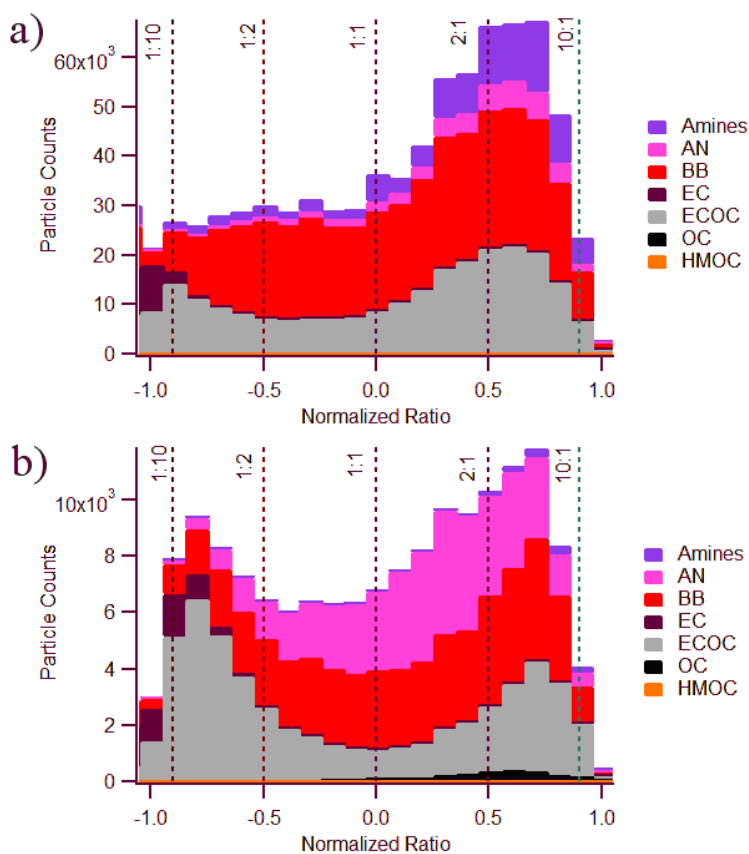 a)
1:10
1:2
1:1
2:1
10:1
60x10³
50
40
30
20
10
0
Particle Counts
-1.0
-0.5
0.0
0.5
1.0
Normalized Ratio
Amines
AN
BB
EC
ECOC
OC
HMOC
b)
1:10
1:2
1:1
2:1
10:1
10x10³
8
6
4
2
0
Particle Counts
-1.0
-0.5
0.0
0.5
1.0
Normalized Ratio
Amines
AN
BB
EC
ECOC
OC
HMOC